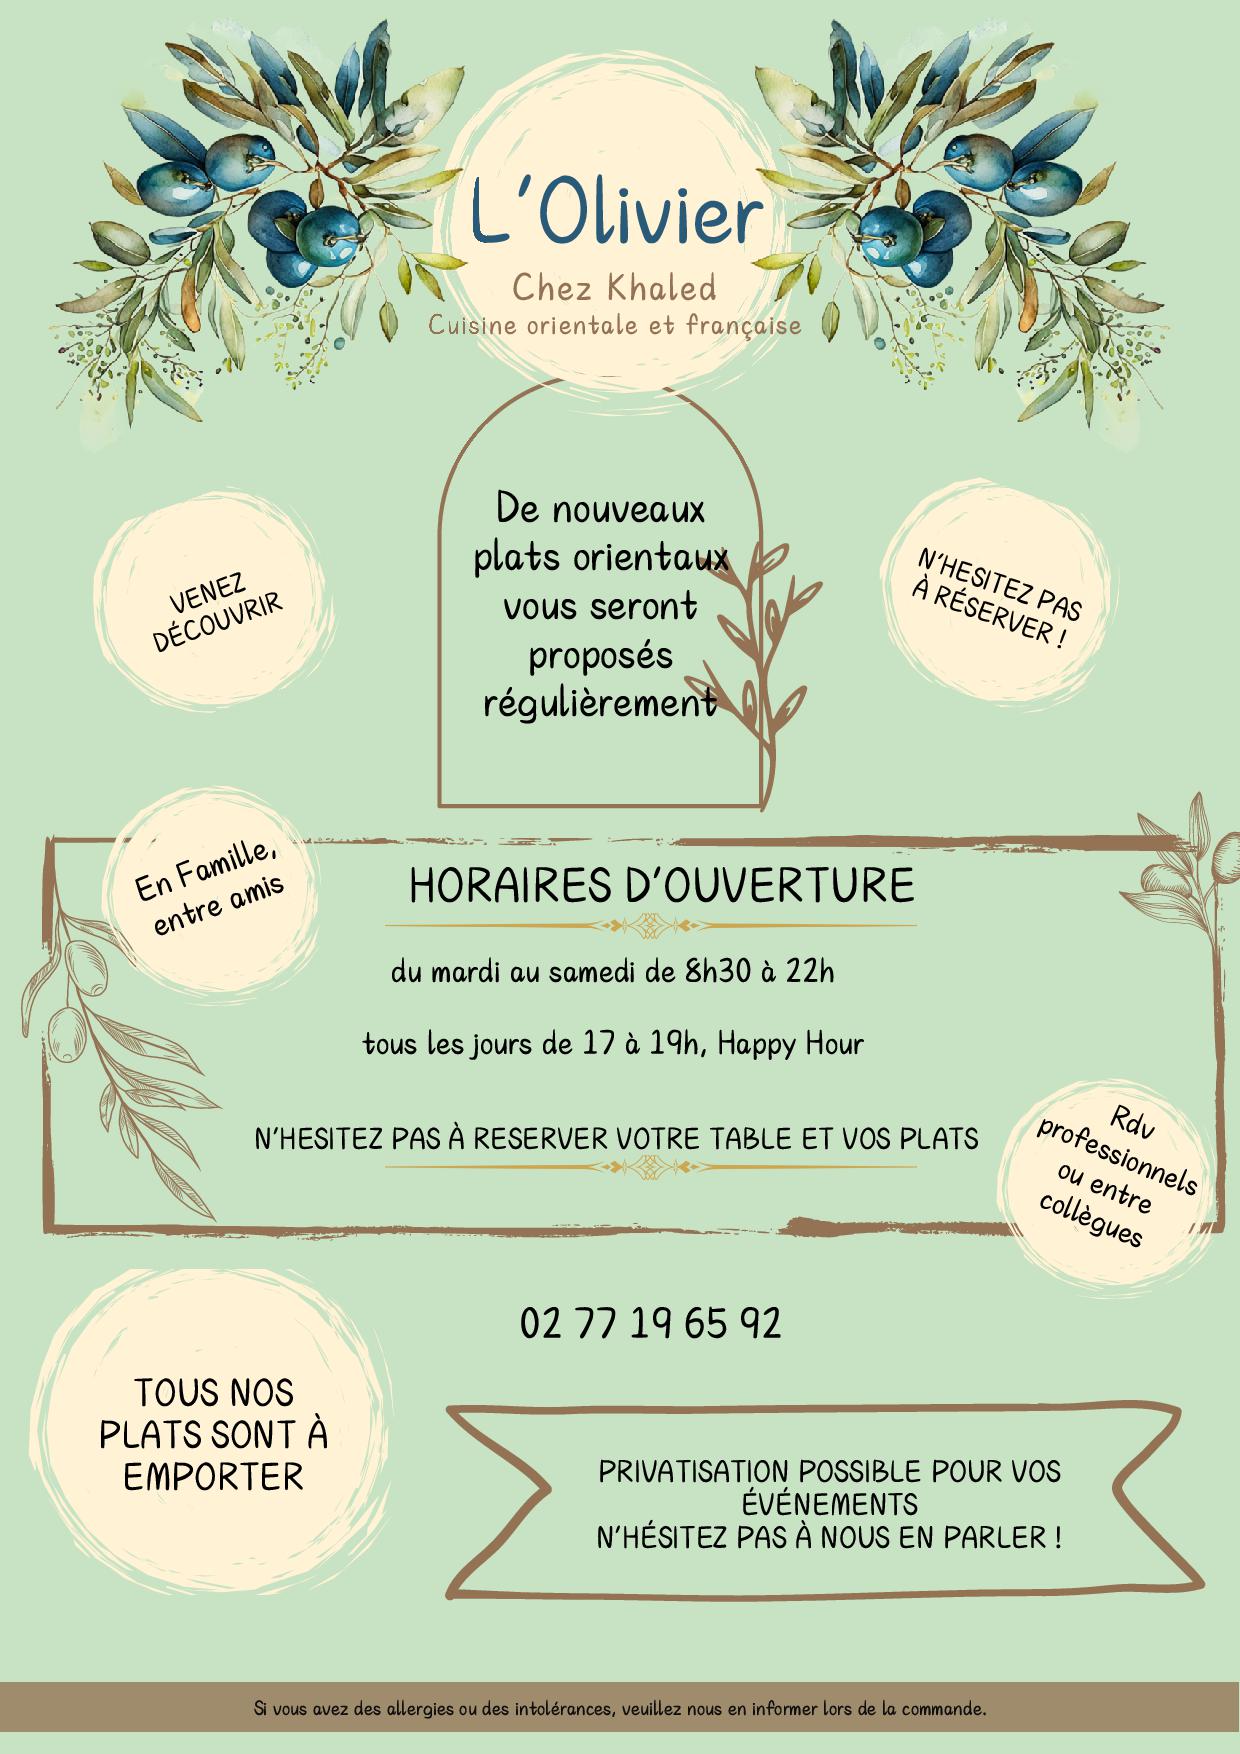 L'Olivier
Chez Khaled
Cuisine orientale et française
De nouveaux
plats orientaux
vous seront
proposés
régulièrement
VENEZ
DÉCOUVRIR
N'HESITEZ PAS
À RÉSERVER !
En Famille,
entre amis
HORAIRES D'OUVERTURE
du mardi au samedi de 8h30 à 22h
tous les jours de 17 à 19h, Happy Hour
N'HESITEZ PAS À RESERVER VOTRE TABLE ET VOS PLATS
Rdv
professionnels
ou entre
collègues
02 77 19 65 92
TOUS NOS
PLATS SONT À
EMPORTER
PRIVATISATION POSSIBLE POUR VOS
ÉVÉNEMENTS
N'HÉSITEZ PAS À NOUS EN PARLER !
Si vous avez des allergies ou des intolérances, veuillez nous en informer lors de la commande.